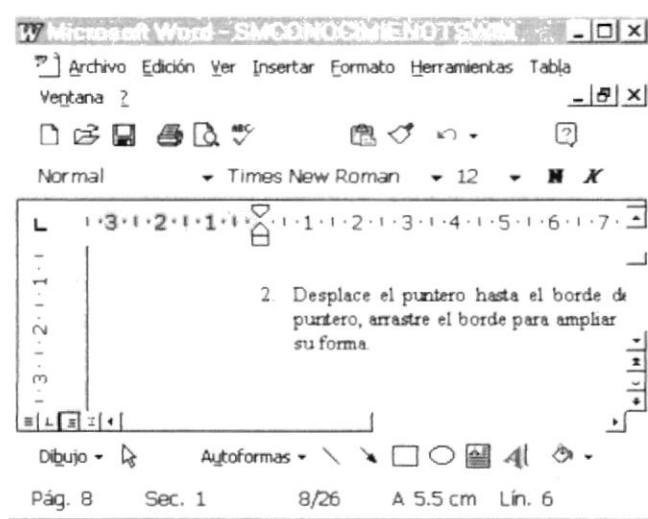 Microsoft Word - SMCONOCIMIENOTSWIN
Archivo Edición Ver Insertar Formato Herramientas Tabla
Ventana ?
Normal Times New Roman 12 N K
3 2 1 1 2 3 4 5 6 7
1
2
3
2. Desplace el puntero hasta el borde de
puntero, arrastre el borde para ampliar
su forma.
Dibujo Autoformas
Pág. 8 Sec. 1 8/26 A 5.5 cm Lín. 6